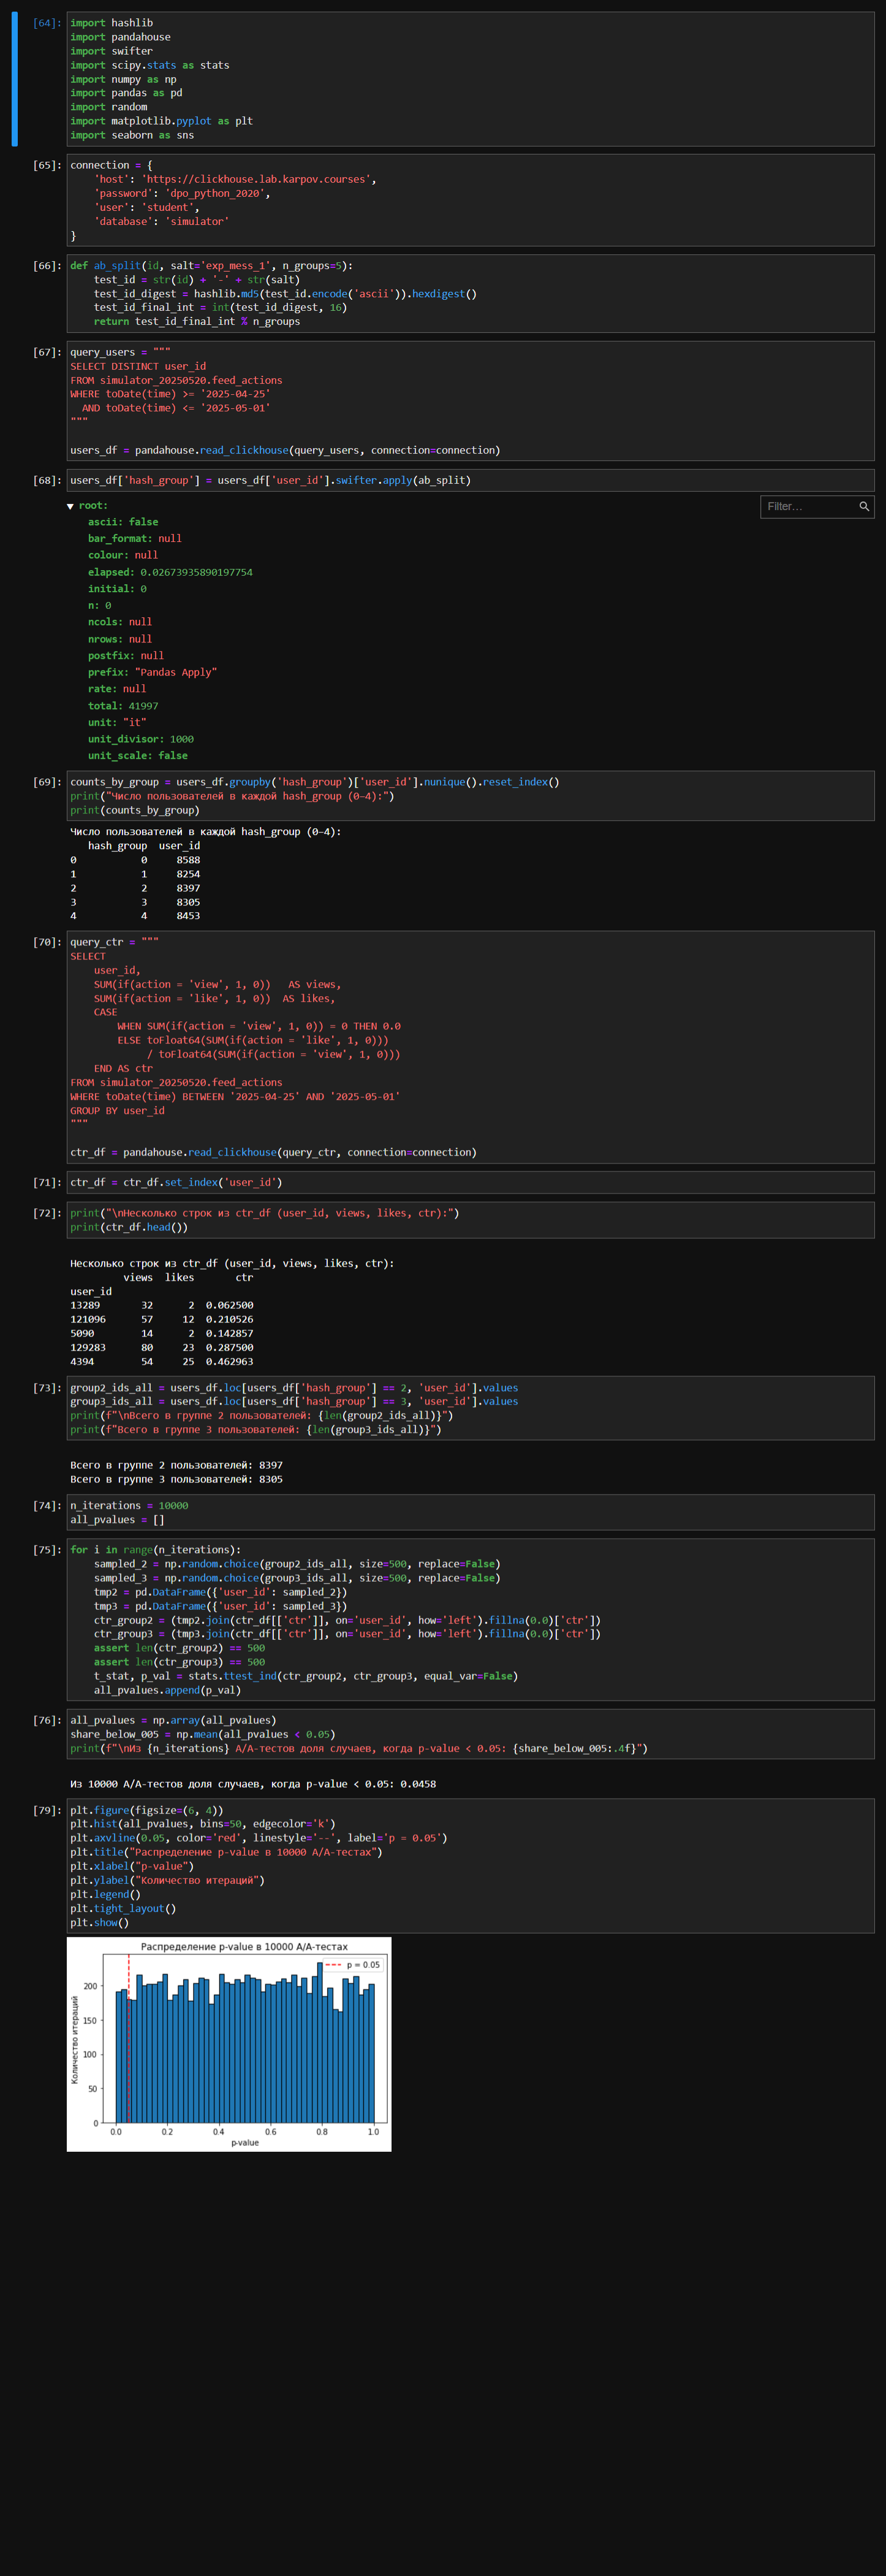 [64]: import hashlib
import pandahouse
import swifter
import scipy.stats as stats
import numpy as np
import pandas as pd
import random
import matplotlib.pyplot as plt
import seaborn as sns
[65]: connection = {
    'host': 'https://clickhouse.lab.karpov.courses',
    'password': 'dpo_python_2020',
    'user': 'student',
    'database': 'simulator'
}
[66]: def ab_split(id, salt='exp_mess_1', n_groups=5):
    test_id = str(id) + '-' + str(salt)
    test_id_digest = hashlib.md5(test_id.encode('ascii')).hexdigest()
    test_id_final_int = int(test_id_digest, 16)
    return test_id_final_int % n_groups
[67]: query_users = """
SELECT DISTINCT user_id
FROM simulator_20250520.feed_actions
WHERE toDate(time) >= '2025-04-25'
  AND toDate(time) <= '2025-05-01'
"""
users_df = pandahouse.read_clickhouse(query_users, connection=connection)
[68]: users_df['hash_group'] = users_df['user_id'].swifter.apply(ab_split)
▼ root:
Filter...
ascii: false
bar_format: null
colour: null
elapsed: 0.02673935890197754
initial: 0
n: 0
ncols: null
nrows: null
postfix: null
prefix: "Pandas Apply"
rate: null
total: 41997
unit: "it"
unit_divisor: 1000
unit_scale: false
[69]: counts_by_group = users_df.groupby('hash_group')['user_id'].nunique().reset_index()
print("Число пользователей в каждой hash_group (0–4):")
print(counts_by_group)
Число пользователей в каждой hash_group (0–4):
   hash_group  user_id
0           0     8588
1           1     8254
2           2     8397
3           3     8305
4           4     8453
[70]: query_ctr = """
SELECT
    user_id,
    SUM(if(action = 'view', 1, 0))   AS views,
    SUM(if(action = 'like', 1, 0))  AS likes,
    CASE
        WHEN SUM(if(action = 'view', 1, 0)) = 0 THEN 0.0
        ELSE toFloat64(SUM(if(action = 'like', 1, 0)))
             / toFloat64(SUM(if(action = 'view', 1, 0)))
    END AS ctr
FROM simulator_20250520.feed_actions
WHERE toDate(time) BETWEEN '2025-04-25' AND '2025-05-01'
GROUP BY user_id
"""
ctr_df = pandahouse.read_clickhouse(query_ctr, connection=connection)
[71]: ctr_df = ctr_df.set_index('user_id')
[72]: print("\nНесколько строк из ctr_df (user_id, views, likes, ctr):")
print(ctr_df.head())
Несколько строк из ctr_df (user_id, views, likes, ctr):
         views  likes       ctr
user_id
13289       32      2  0.062500
121096      57     12  0.210526
5090        14      2  0.142857
129283      80     23  0.287500
4394        54     25  0.462963
[73]: group2_ids_all = users_df.loc[users_df['hash_group'] == 2, 'user_id'].values
group3_ids_all = users_df.loc[users_df['hash_group'] == 3, 'user_id'].values
print(f"\nВсего в группе 2 пользователей: {len(group2_ids_all)}")
print(f"Всего в группе 3 пользователей: {len(group3_ids_all)}")
Всего в группе 2 пользователей: 8397
Всего в группе 3 пользователей: 8305
[74]: n_iterations = 10000
all_pvalues = []
[75]: for i in range(n_iterations):
    sampled_2 = np.random.choice(group2_ids_all, size=500, replace=False)
    sampled_3 = np.random.choice(group3_ids_all, size=500, replace=False)
    tmp2 = pd.DataFrame({'user_id': sampled_2})
    tmp3 = pd.DataFrame({'user_id': sampled_3})
    ctr_group2 = (tmp2.join(ctr_df[['ctr']], on='user_id', how='left').fillna(0.0)['ctr'])
    ctr_group3 = (tmp3.join(ctr_df[['ctr']], on='user_id', how='left').fillna(0.0)['ctr'])
    assert len(ctr_group2) == 500
    assert len(ctr_group3) == 500
    t_stat, p_val = stats.ttest_ind(ctr_group2, ctr_group3, equal_var=False)
    all_pvalues.append(p_val)
[76]: all_pvalues = np.array(all_pvalues)
share_below_005 = np.mean(all_pvalues < 0.05)
print(f"\nИз {n_iterations} A/A-тестов доля случаев, когда p-value < 0.05: {share_below_005:.4f}")
Из 10000 A/A-тестов доля случаев, когда p-value < 0.05: 0.0458
[79]: plt.figure(figsize=(6, 4))
plt.hist(all_pvalues, bins=50, edgecolor='k')
plt.axvline(0.05, color='red', linestyle='--', label='p = 0.05')
plt.title("Распределение p-value в 10000 A/A-тестах")
plt.xlabel("p-value")
plt.ylabel("Количество итераций")
plt.legend()
plt.tight_layout()
plt.show()
Распределение p-value в 10000 A/A-тестах
p = 0.05
Количество итераций
200
150
100
50
0
0.0 0.2 0.4 0.6 0.8 1.0
p-value